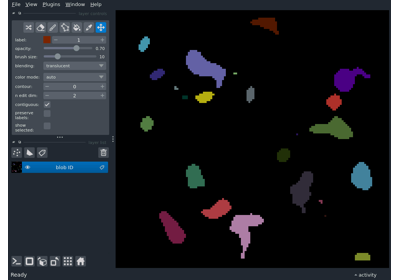 File View Plugins Window Help
label: 1
opacity: 0.70
brush size: 10
blending: translucent
color mode: auto
contour: 0
n edit dim: 2
contiguous:
preserve
labels:
show
selected:
blob ID
Ready
activity